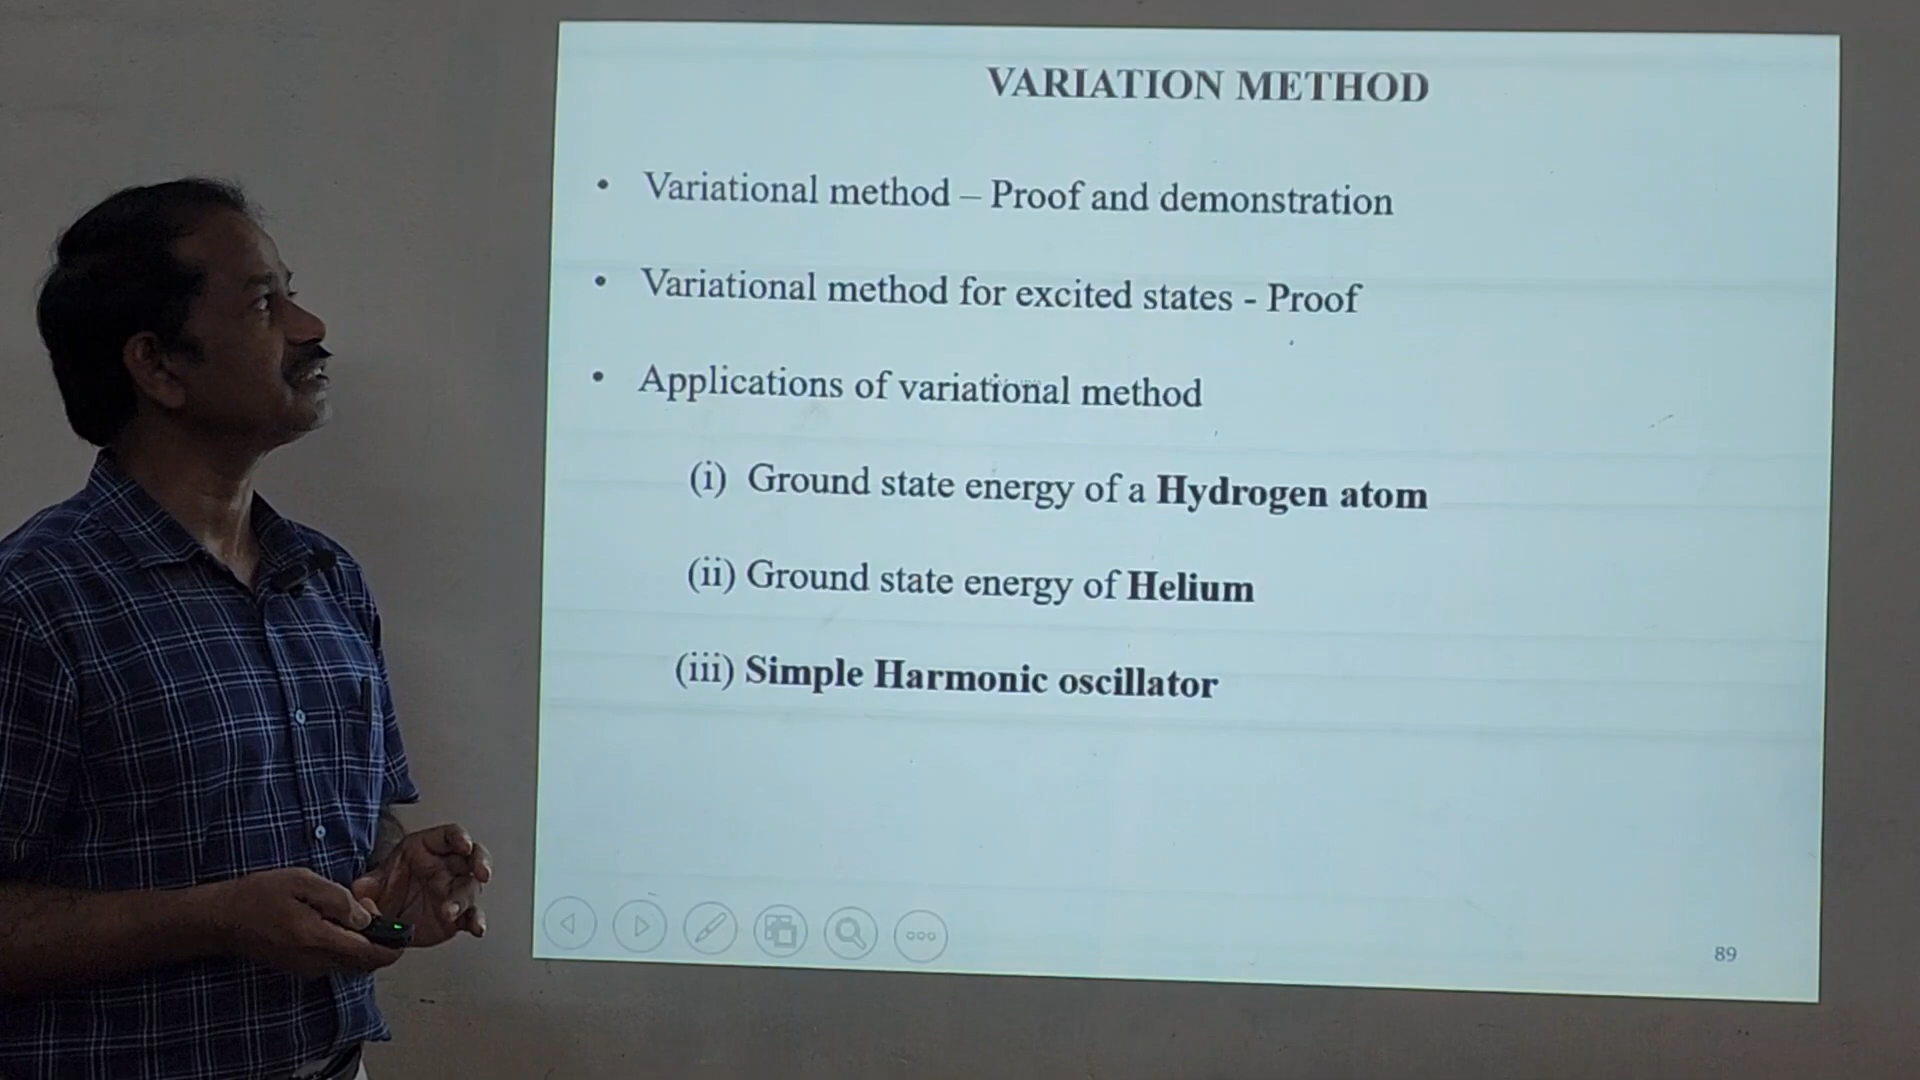 VARIATION METHOD
• Variational method – Proof and demonstration
• Variational method for excited states - Proof
• Applications of variational method
(i) Ground state energy of a Hydrogen atom
(ii) Ground state energy of Helium
(iii) Simple Harmonic oscillator
89